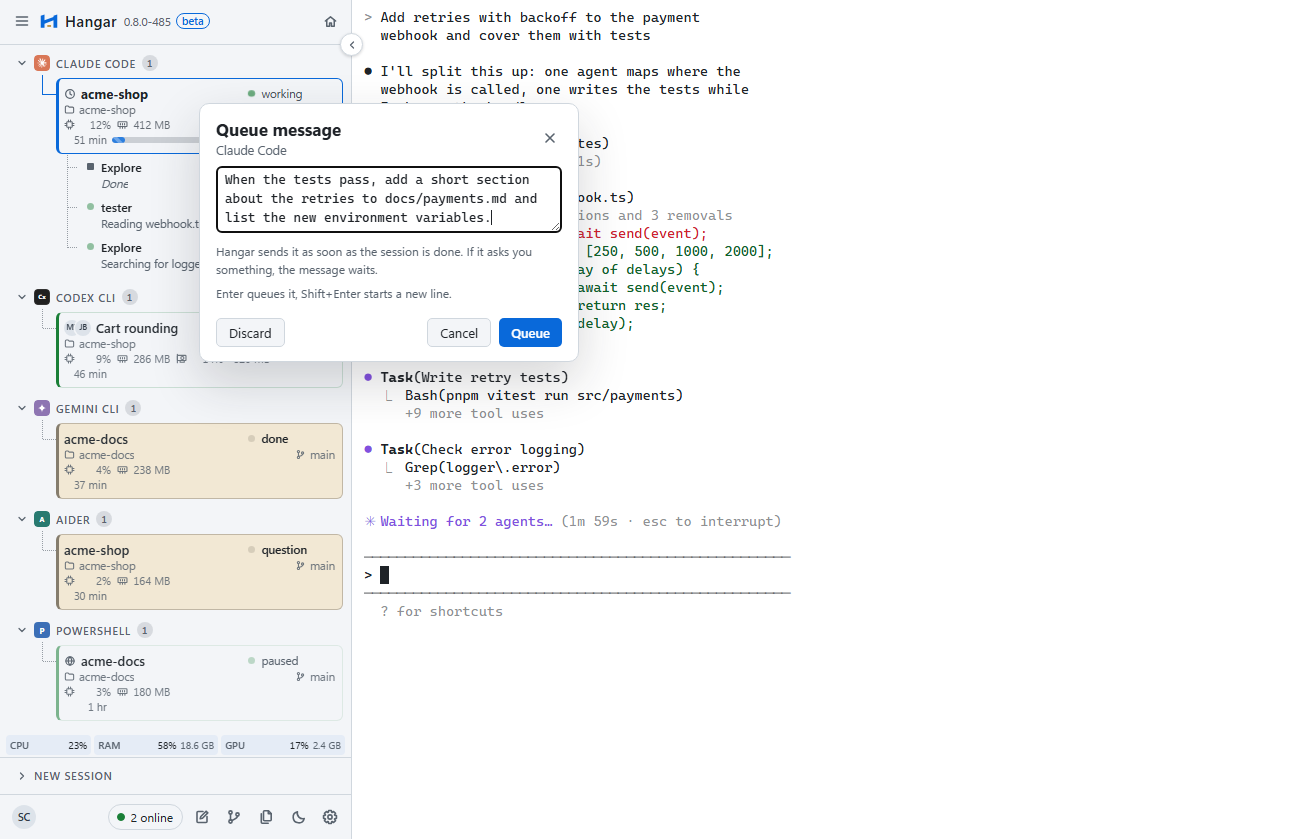 Hangar 0.8.0-485 beta
CLAUDE CODE 1
acme-shop working
acme-shop
12% 412 MB
51 min
Explore
Done
tester
Reading webhook.t
Explore
Searching for logge
CODEX CLI 1
M JB Cart rounding
acme-shop
9% 286 MB
46 min
GEMINI CLI 1
acme-docs done
acme-docs main
4% 238 MB
37 min
AIDER 1
acme-shop question
acme-shop main
2% 164 MB
30 min
POWERSHELL 1
acme-docs paused
acme-docs main
3% 180 MB
1 hr
CPU 23% RAM 58% 18.6 GB GPU 17% 2.4 GB
NEW SESSION
SC 2 online
Queue message
Claude Code
When the tests pass, add a short section
about the retries to docs/payments.md and
list the new environment variables.
Hangar sends it as soon as the session is done. If it asks you
something, the message waits.
Enter queues it, Shift+Enter starts a new line.
Discard Cancel Queue
> Add retries with backoff to the payment
webhook and cover them with tests
● I'll split this up: one agent maps where the
webhook is called, one writes the tests while
tes)
1s)
ook.ts)
ions and 3 removals
ait send(event);
[250, 500, 1000, 2000];
ay of delays) {
await send(event);
return res;
delay);
● Task(Write retry tests)
⎿ Bash(pnpm vitest run src/payments)
+9 more tool uses
● Task(Check error logging)
⎿ Grep(logger\.error)
+3 more tool uses
✳ Waiting for 2 agents… (1m 59s · esc to interrupt)
>
? for shortcuts